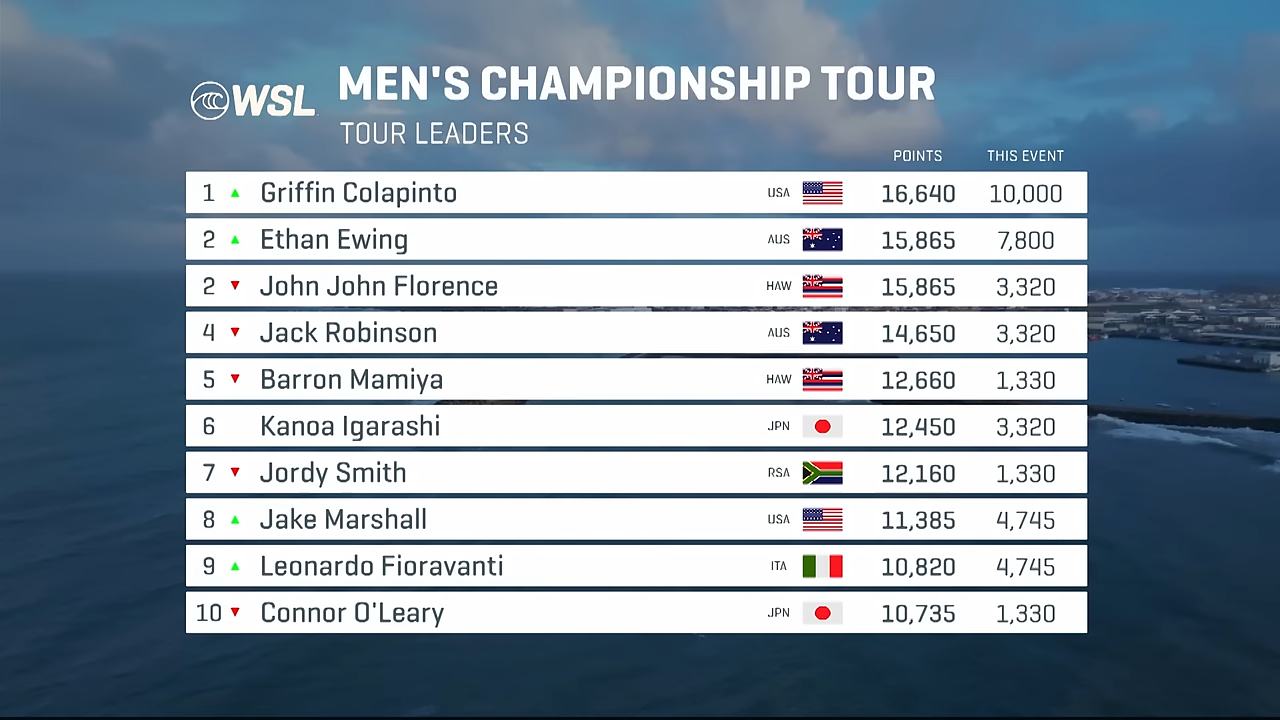 WSL MEN'S CHAMPIONSHIP TOUR
TOUR LEADERS
POINTS THIS EVENT
1 Griffin Colapinto USA 16,640 10,000
2 Ethan Ewing AUS 15,865 7,800
2 John John Florence HAW 15,865 3,320
4 Jack Robinson AUS 14,650 3,320
5 Barron Mamiya HAW 12,660 1,330
6 Kanoa Igarashi JPN 12,450 3,320
7 Jordy Smith RSA 12,160 1,330
8 Jake Marshall USA 11,385 4,745
9 Leonardo Fioravanti ITA 10,820 4,745
10 Connor O'Leary JPN 10,735 1,330